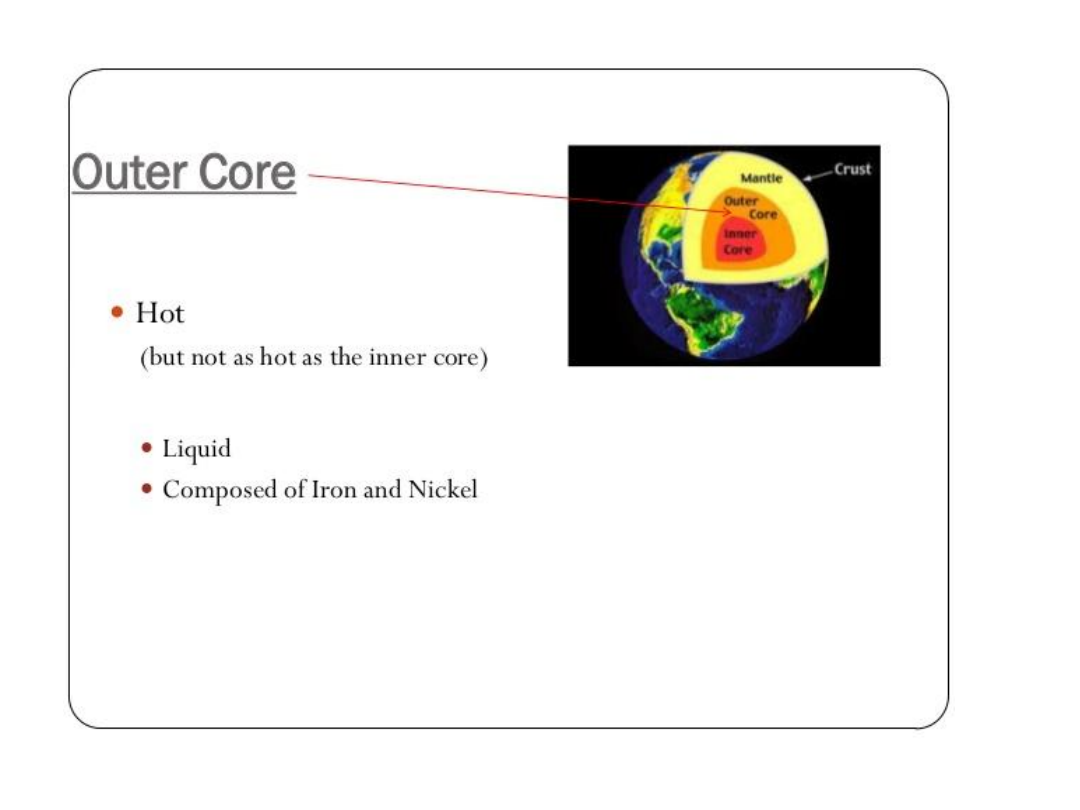 Outer Core
Crust
Mantle
Outer
Core
Inner
Core
Hot
(but not as hot as the inner core)
Liquid
Composed of Iron and Nickel